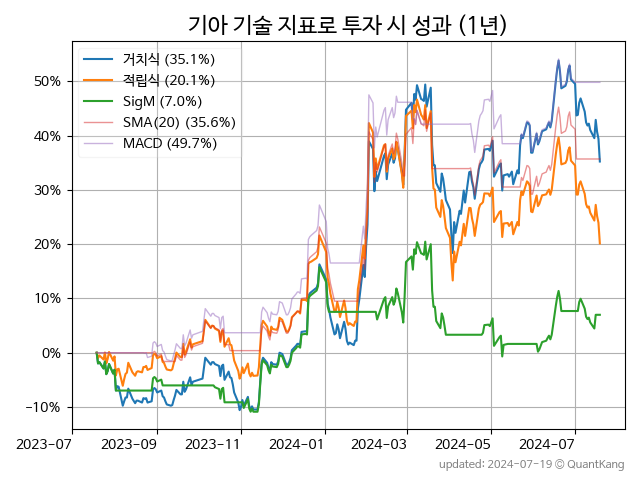 기아 기술 지표로 투자 시 성과 (1년)
거치식 (35.1%)
적립식 (20.1%)
SigM (7.0%)
SMA(20) (35.6%)
MACD (49.7%)
50%
40%
30%
20%
10%
0%
−10%
2023-07 2023-09 2023-11 2024-01 2024-03 2024-05 2024-07
updated: 2024-07-19 @ QuantKang